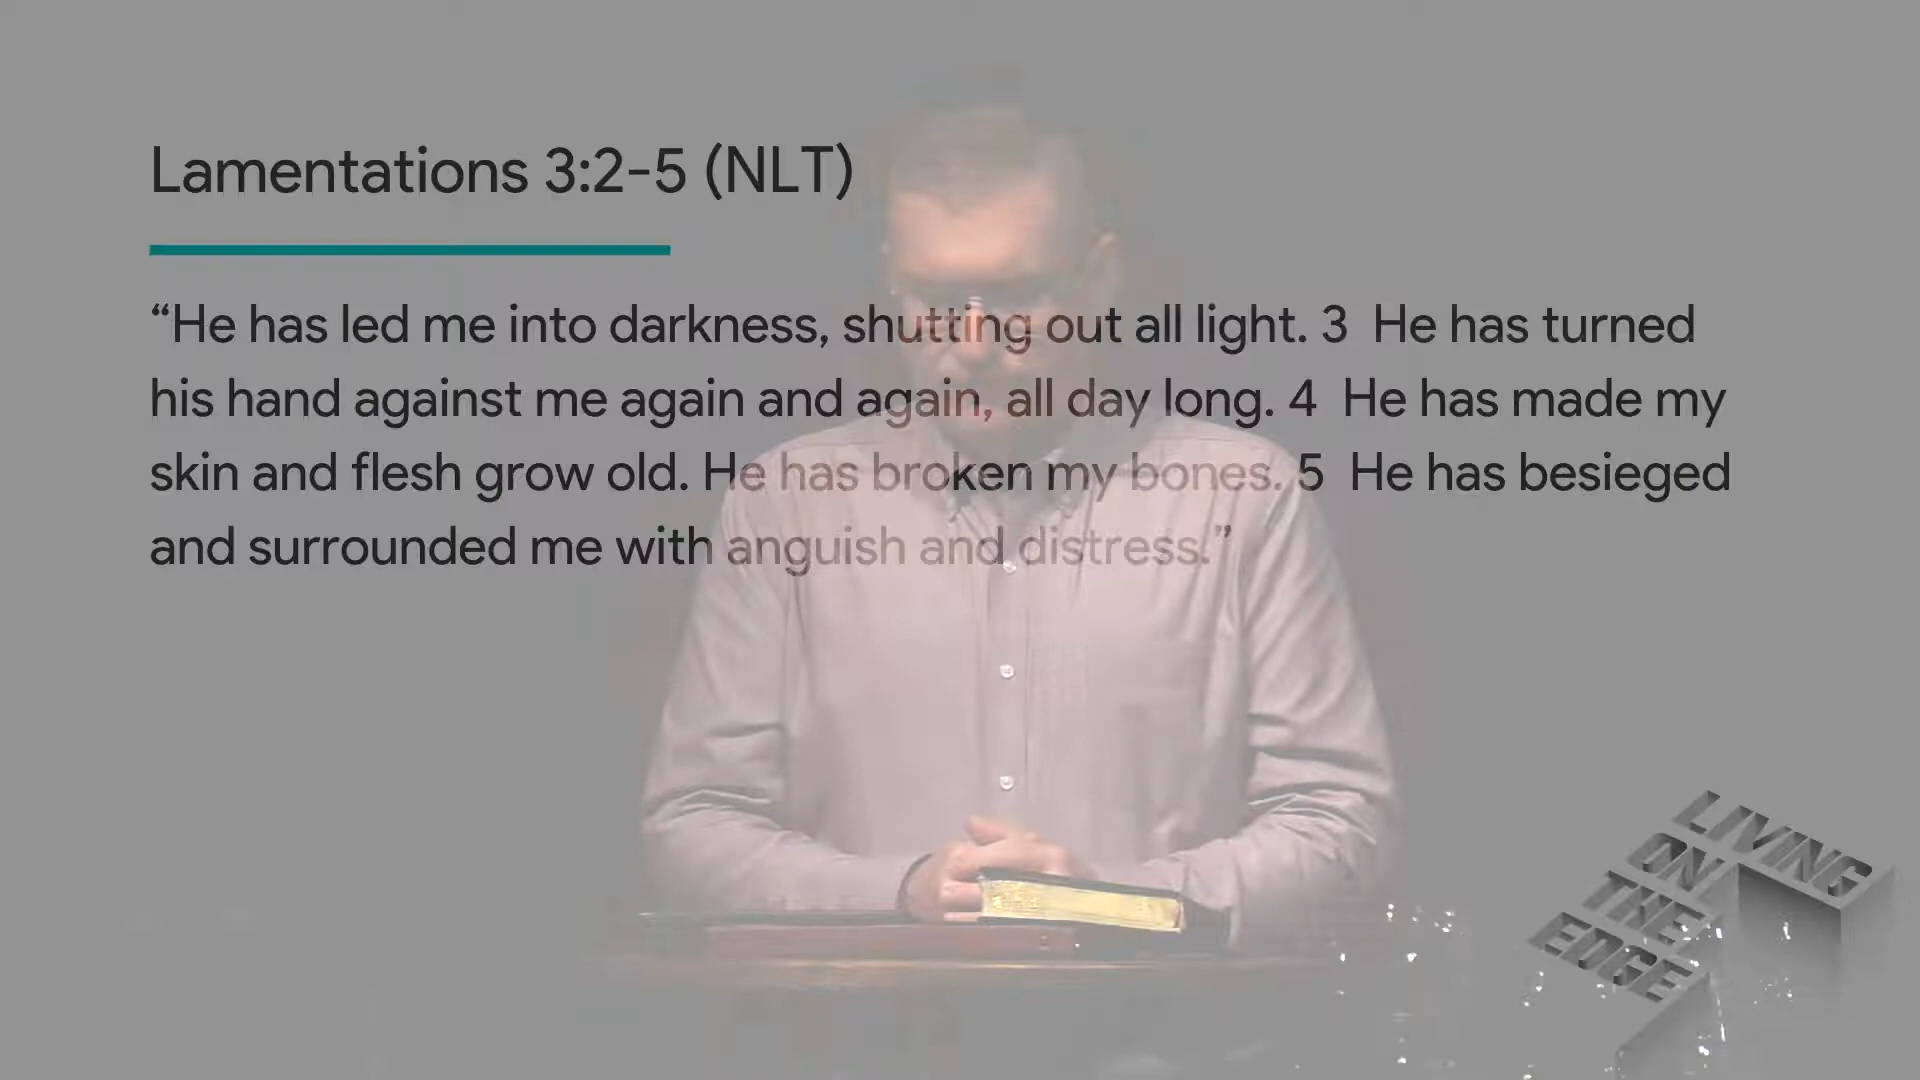 Lamentations 3:2-5 (NLT)
“He has led me into darkness, shutting out all light. 3 He has turned
his hand against me again and again, all day long. 4 He has made my
skin and flesh grow old. He has broken my bones. 5 He has besieged
and surrounded me with anguish and distress.”
LIVING
ON
THE
EDGE